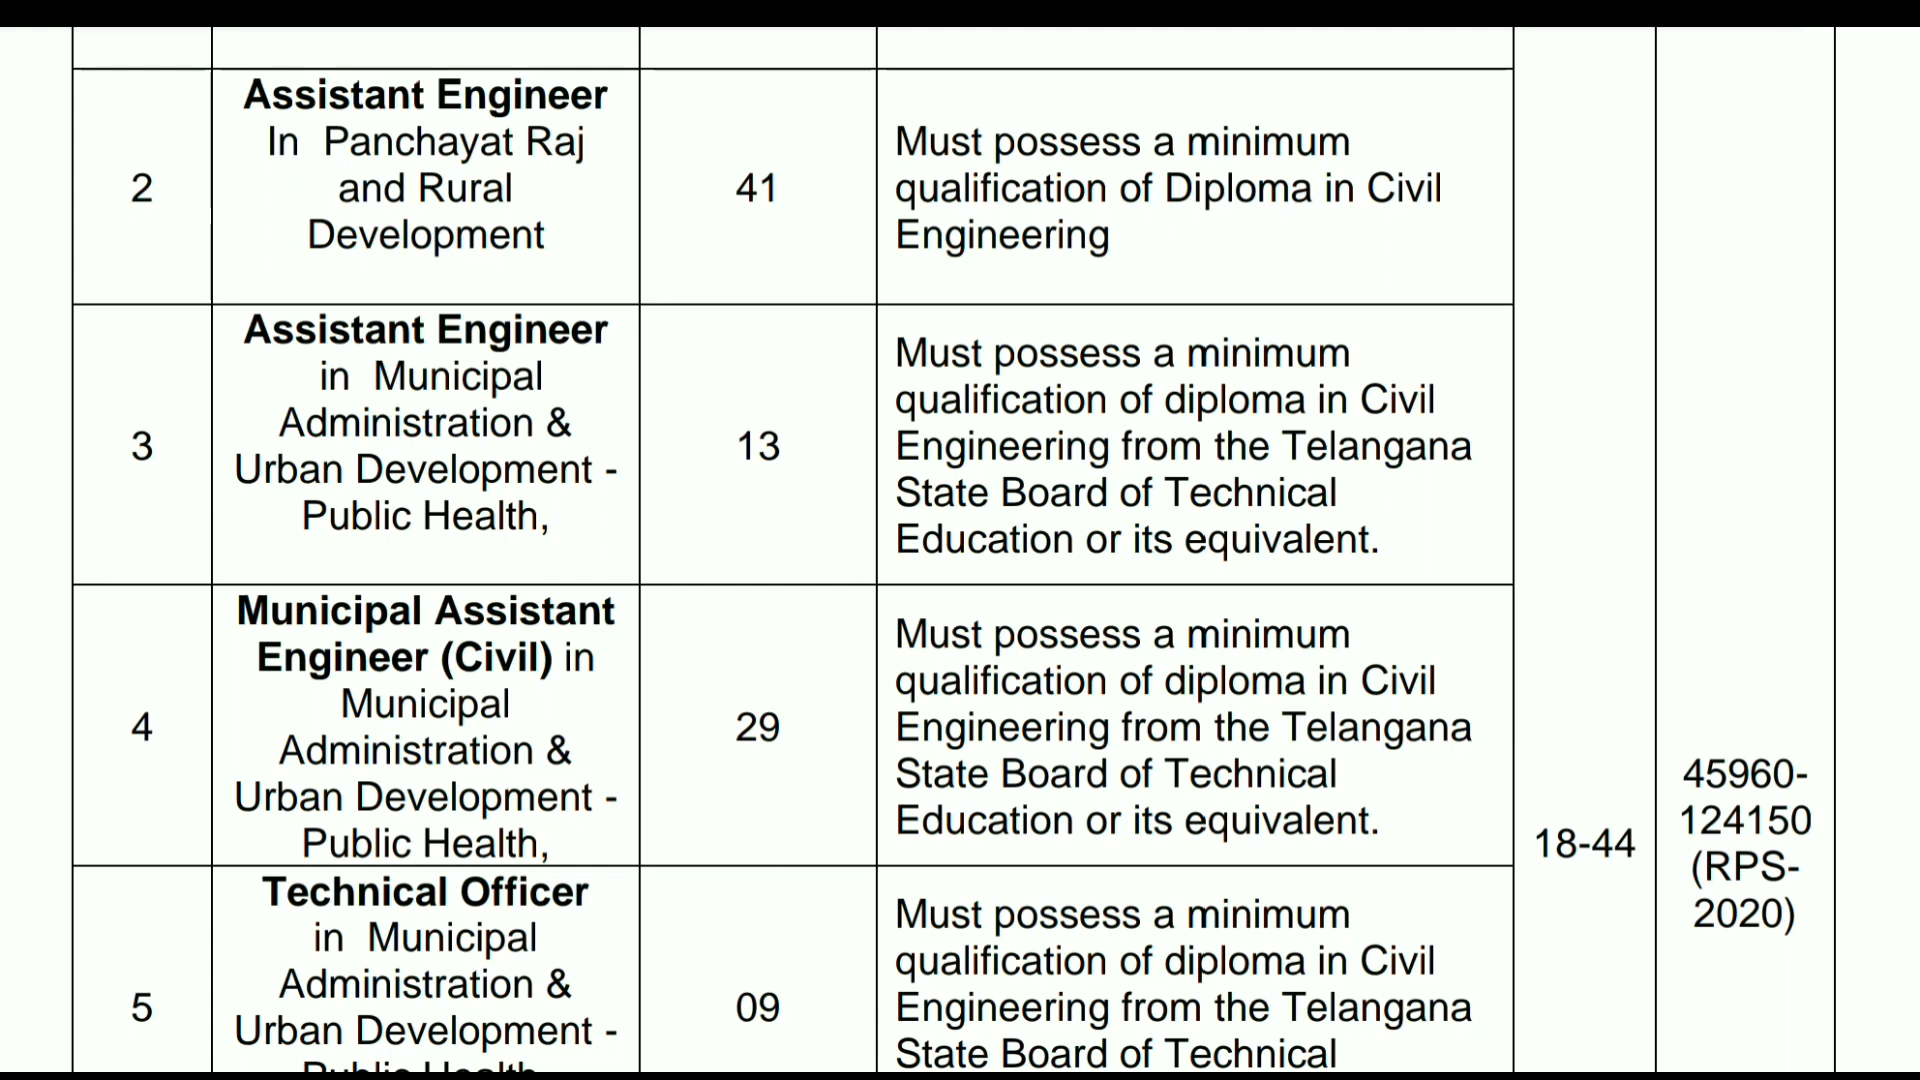 2
Assistant Engineer
In Panchayat Raj
and Rural
Development
41
Must possess a minimum
qualification of Diploma in Civil
Engineering
3
Assistant Engineer
in Municipal
Administration &
Urban Development -
Public Health,
13
Must possess a minimum
qualification of diploma in Civil
Engineering from the Telangana
State Board of Technical
Education or its equivalent.
4
Municipal Assistant
Engineer (Civil) in
Municipal
Administration &
Urban Development -
Public Health,
29
Must possess a minimum
qualification of diploma in Civil
Engineering from the Telangana
State Board of Technical
Education or its equivalent.
5
Technical Officer
in Municipal
Administration &
Urban Development -
Public Health,
09
Must possess a minimum
qualification of diploma in Civil
Engineering from the Telangana
State Board of Technical
18-44
45960-
124150
(RPS-
2020)